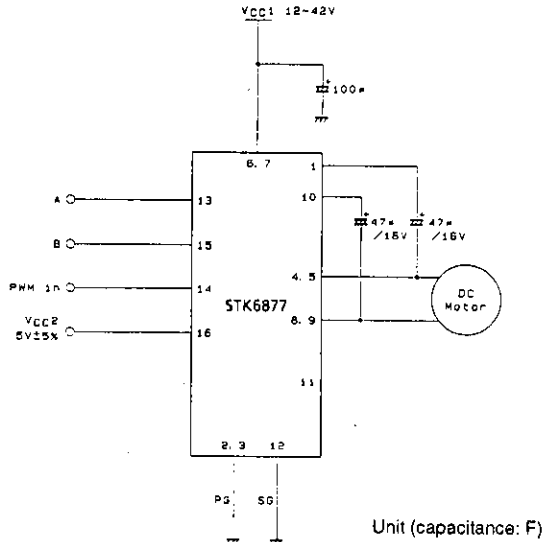 VCC1 12-42V
100µ
6, 7
1
10
A
13
47µ
/16V
47µ
/16V
B
15
4, 5
PWM in
14
STK6877
DC
Motor
8, 9
VCC2
5V±5%
16
11
2, 3
12
PG
SG
Unit (capacitance: F)